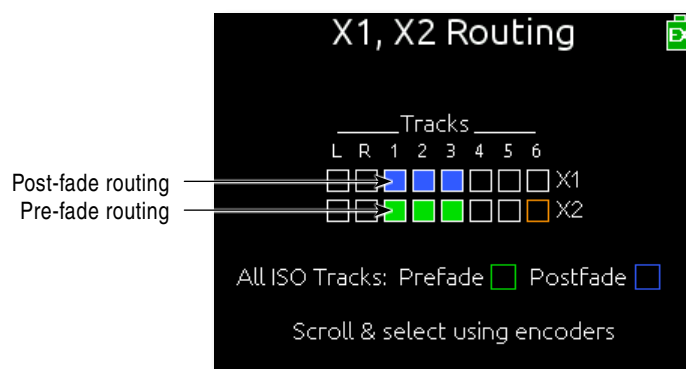 X1, X2 Routing
EX
Tracks
L R 1 2 3 4 5 6
Post-fade routing X1
Pre-fade routing X2
All ISO Tracks: Prefade Postfade
Scroll & select using encoders